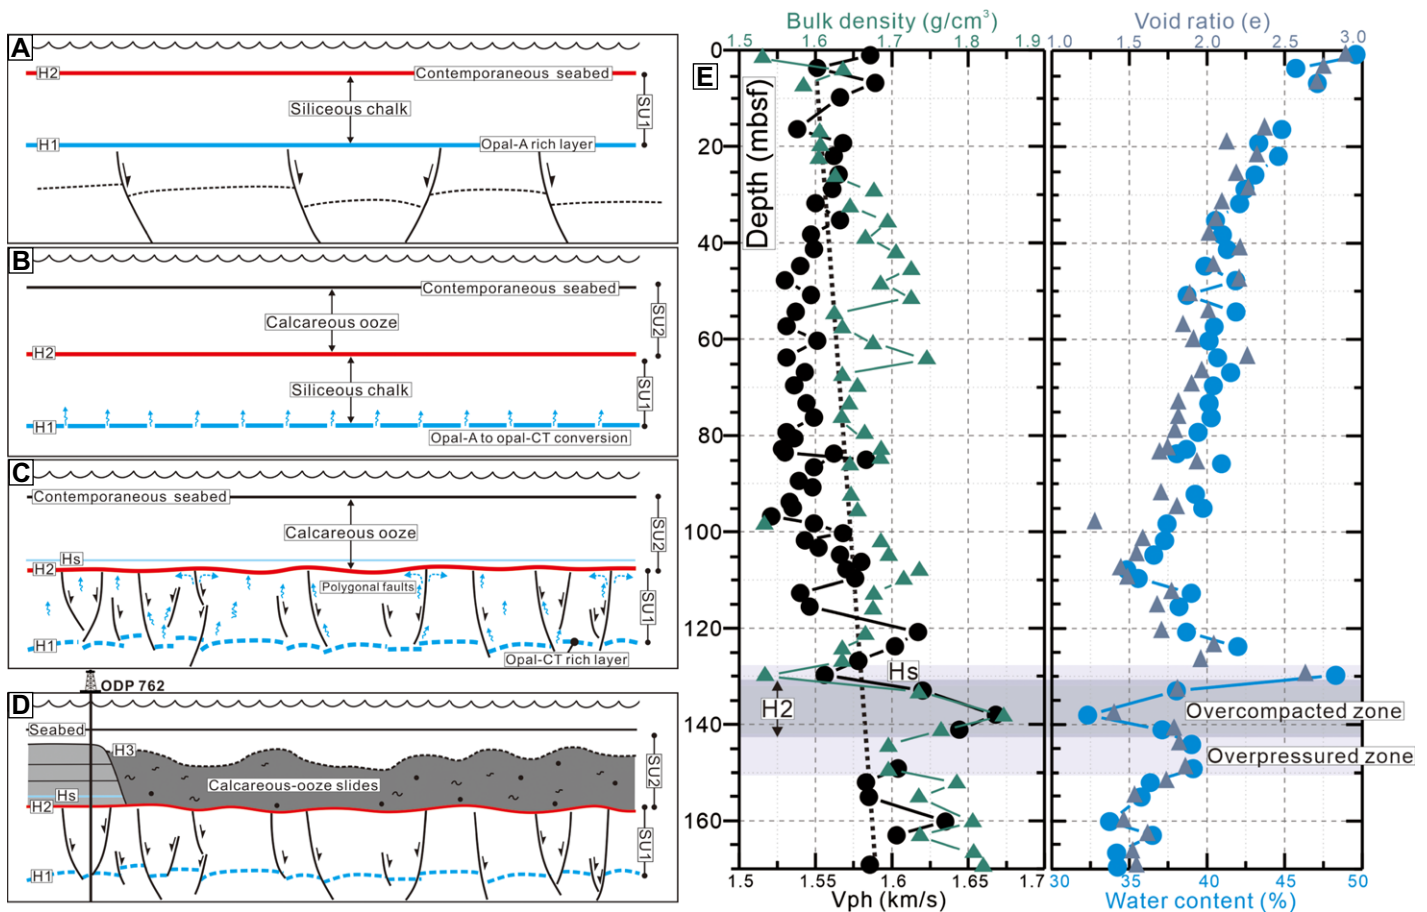 A
H2
Contemporaneous seabed
Siliceous chalk
SU1
H1
Opal-A rich layer
B
Contemporaneous seabed
Calcareous ooze
SU2
H2
Siliceous chalk
SU1
H1
Opal-A to opal-CT conversion
C
Contemporaneous seabed
Calcareous ooze
SU2
Hs
H2
Polygonal faults
SU1
H1
Opal-CT rich layer
ODP 762
D
Seabed
H3
Calcareous-ooze slides
SU2
Hs
H2
SU1
H1
Bulk density (g/cm³)
1.5 1.6 1.7 1.8 1.9
Void ratio (e)
1.0 1.5 2.0 2.5 3.0
E
Depth (mbsf)
0
20
40
60
80
100
120
140
160
Hs
H2
Overcompacted zone
Overpressured zone
1.5 1.55 1.6 1.65 1.7
Vph (km/s)
30 35 40 45 50
Water content (%)